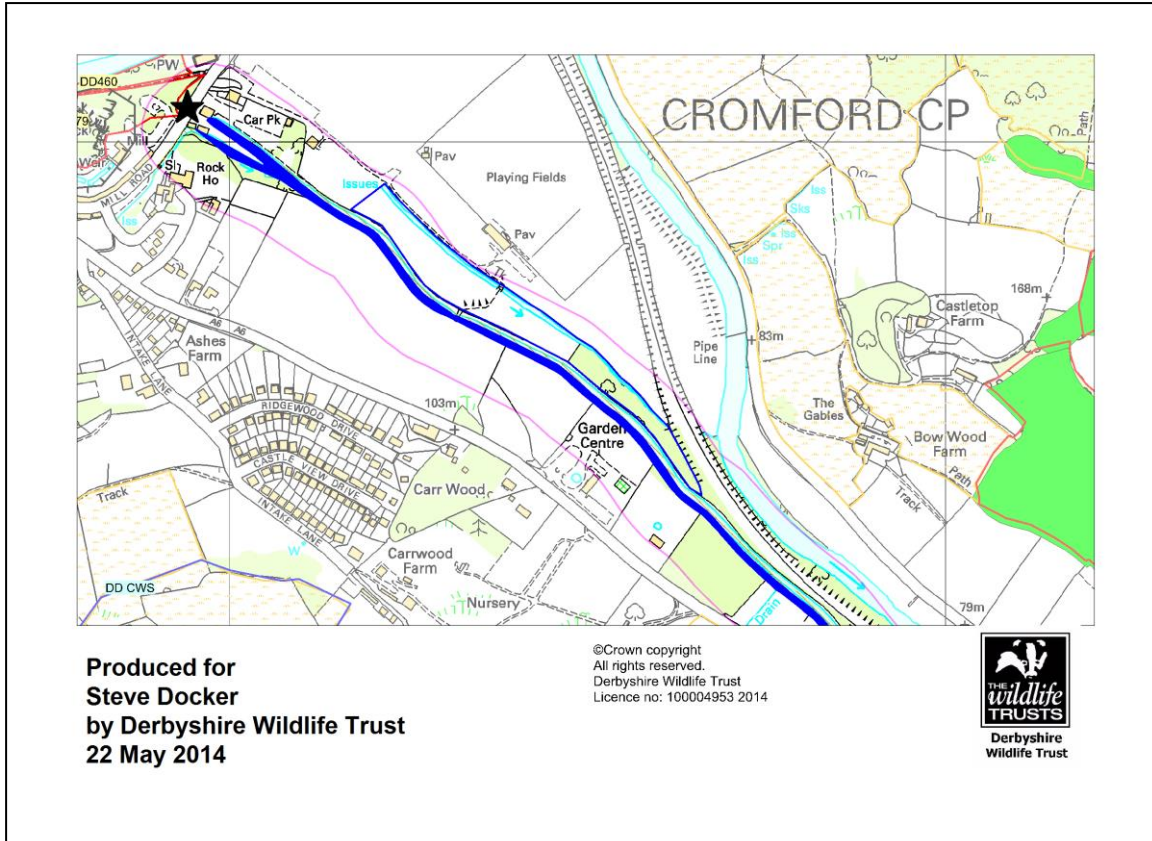 DD460
PW
Car Pk
CROMFORD CP
Path
Mill
Weir
Rock
Ho
MILL ROAD
Iss
Issues
Pav
Playing Fields
Pav
Iss
Sks
Iss
Spr
Iss
168m
Castletop
Farm
A6 A6
Ashes
Farm
INTAKE LANE
Pipe
Line
83m
RIDGEWOOD DRIVE
103m
The
Gables
Garden
Centre
Bow Wood
Farm
CASTLE VIEW DRIVE
Carr Wood
Path
Track
Track
INTAKE LANE
W
Carrwood
Farm
DD CWS
Nursery
Drain
79m
Produced for
Steve Docker
by Derbyshire Wildlife Trust
22 May 2014
©Crown copyright
All rights reserved.
Derbyshire Wildlife Trust
Licence no: 100004953 2014
THE
wildlife
TRUSTS
Derbyshire
Wildlife Trust